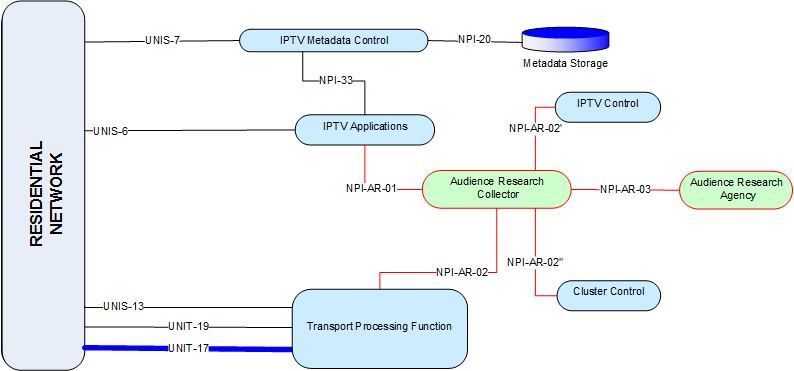 UNIS-7
IPTV Metadata Control
NPI-20
Metadata Storage
NPI-33
IPTV Control
UNIS-6
IPTV Applications
NPI-AR-02'
RESIDENTIAL
NETWORK
NPI-AR-01
Audience Research
Collector
NPI-AR-03
Audience Research
Agency
NPI-AR-02
NPI-AR-02"
Cluster Control
UNIS-13
UNIT-19
Transport Processing Function
UNIT-17